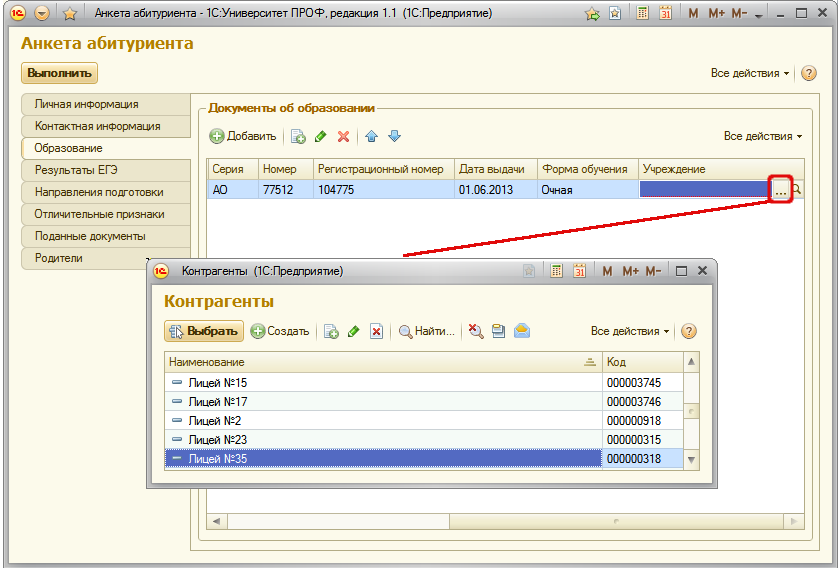 Анкета абитуриента - 1С:Университет ПРОФ, редакция 1.1 (1С:Предприятие) M M+ M-
Анкета абитуриента
Выполнить Все действия
Личная информация
Контактная информация
Образование
Результаты ЕГЭ
Направления подготовки
Отличительные признаки
Поданные документы
Родители
Документы об образовании
Добавить Все действия
Серия Номер Регистрационный номер Дата выдачи Форма обучения Учреждение
АО 77512 104775 01.06.2013 Очная ...
Контрагенты (1С:Предприятие) M M+ M-
Контрагенты
Выбрать Создать Найти... Все действия
Наименование Код
Лицей №15 000003745
Лицей №17 000003746
Лицей №2 000000918
Лицей №23 000000315
Лицей №35 000000318